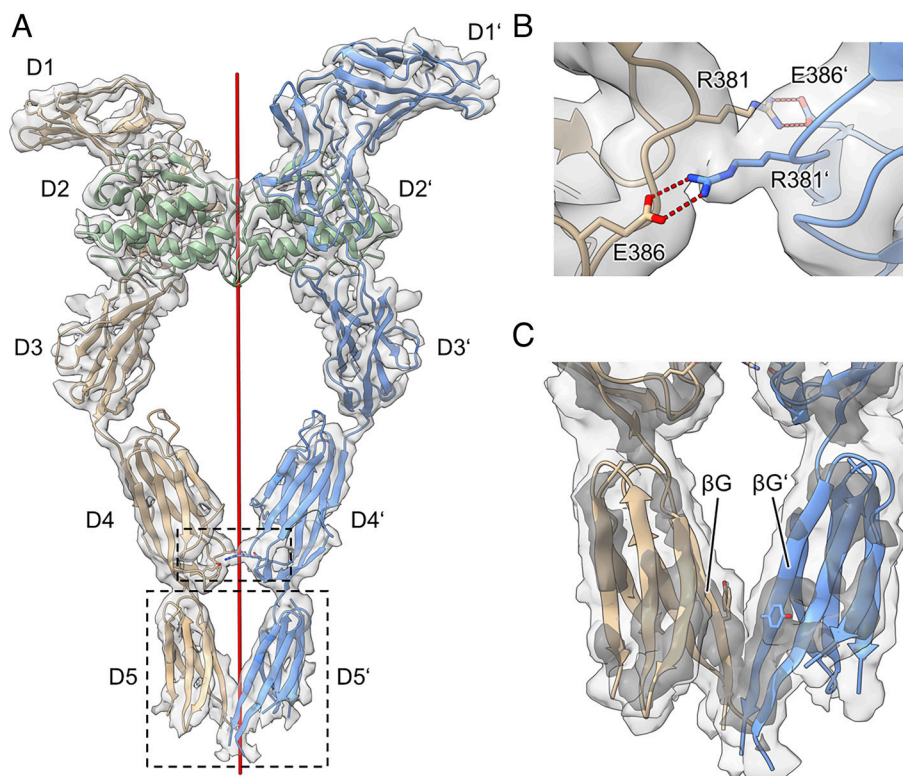 A
D1
D1‘
D2
D2‘
D3
D3‘
D4
D4‘
D5
D5‘
B
R381
E386‘
R381‘
E386
C
βG
βG‘